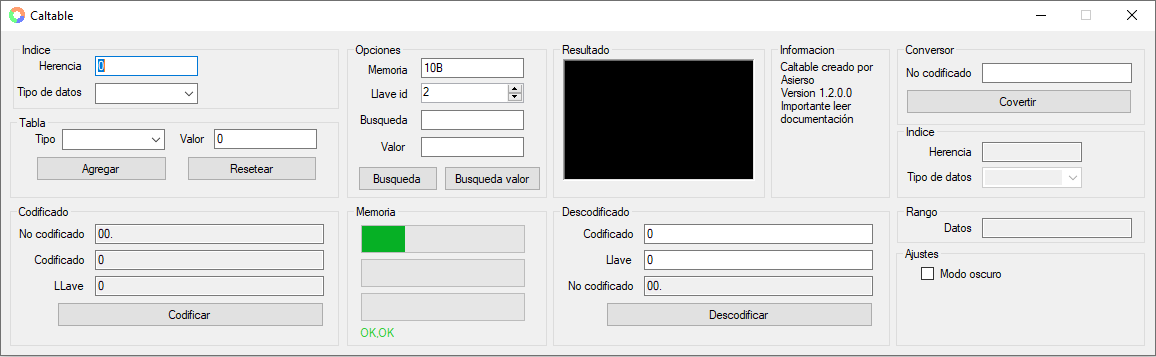 Caltable
Indice
Herencia 0
Tipo de datos
Tabla
Tipo Valor 0
Agregar Resetear
Opciones
Memoria 10B
Llave id 2
Busqueda
Valor
Busqueda Busqueda valor
Resultado
Informacion
Caltable creado por
Asierso
Version 1.2.0.0
Importante leer
documentación
Conversor
No codificado
Covertir
Indice
Herencia
Tipo de datos
Codificado
No codificado 00.
Codificado 0
LLave 0
Codificar
Memoria
OK,OK
Descodificado
Codificado 0
Llave 0
No codificado 00.
Descodificar
Rango
Datos
Ajustes
Modo oscuro